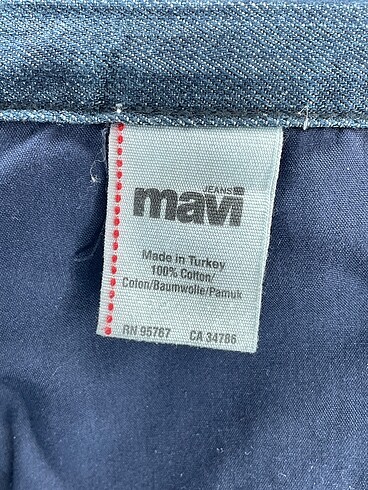 JEANS
mavi
Made in Turkey
100% Cotton/
Coton/Baumwolle/Pamuk
RN 95767 CA 34786